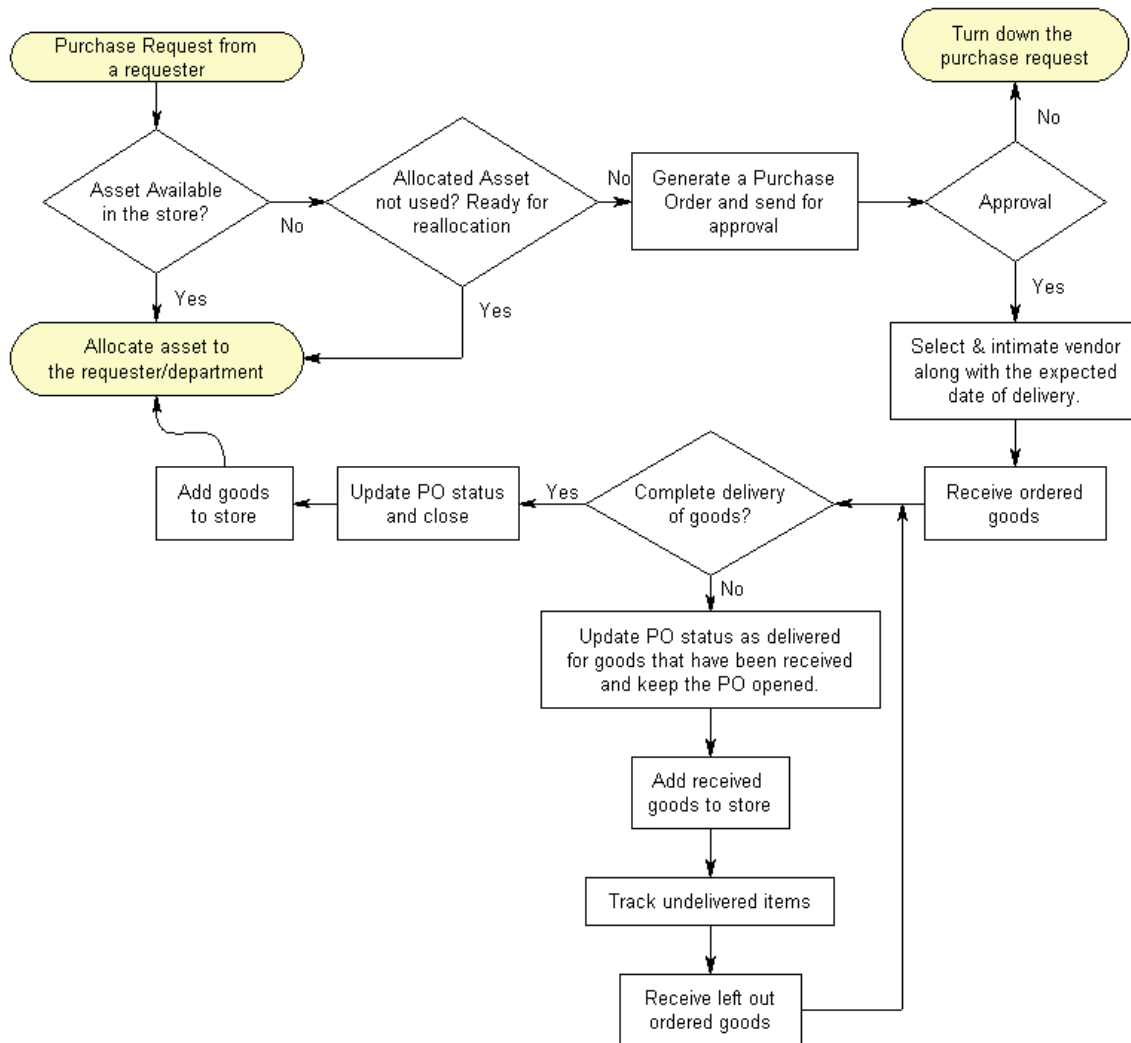 Purchase Request from
a requester
Turn down the
purchase request
No
Asset Available
in the store?
No
Allocated Asset
not used? Ready for
reallocation
No
Generate a Purchase
Order and send for
approval
Approval
Yes
Yes
Yes
Allocate asset to
the requester/department
Select & intimate vendor
along with the expected
date of delivery.
Add goods
to store
Update PO status
and close
Yes
Complete delivery
of goods?
Receive ordered
goods
No
Update PO status as delivered
for goods that have been received
and keep the PO opened.
Add received
goods to store
Track undelivered items
Receive left out
ordered goods